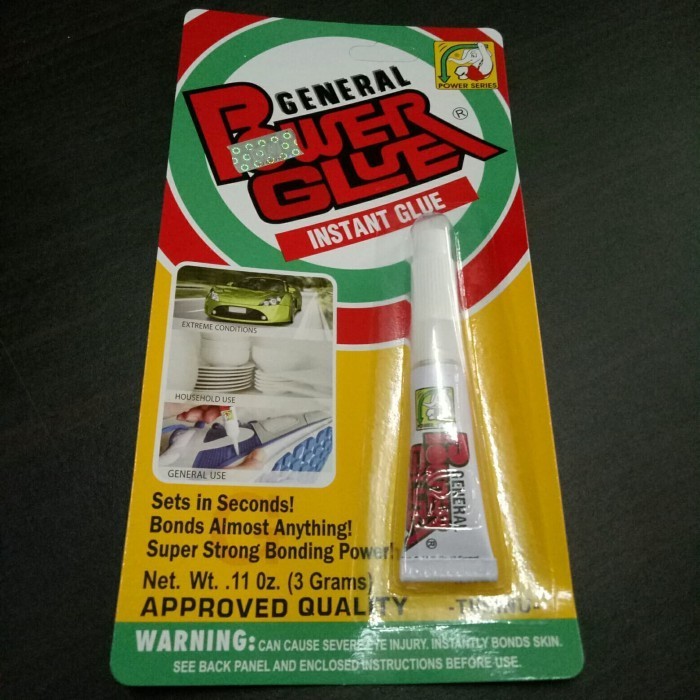 POWER SERIES
GENERAL
POWER
GLUE ®
INSTANT GLUE
EXTREME CONDITIONS
HOUSEHOLD USE
GENERAL USE
GENERAL
Sets in Seconds!
Bonds Almost Anything!
Super Strong Bonding Power!
Net. Wt. .11 Oz. (3 Grams)
APPROVED QUALITY
WARNING: CAN CAUSE SEVERE EYE INJURY. INSTANTLY BONDS SKIN.
SEE BACK PANEL AND ENCLOSED INSTRUCTIONS BEFORE USE.